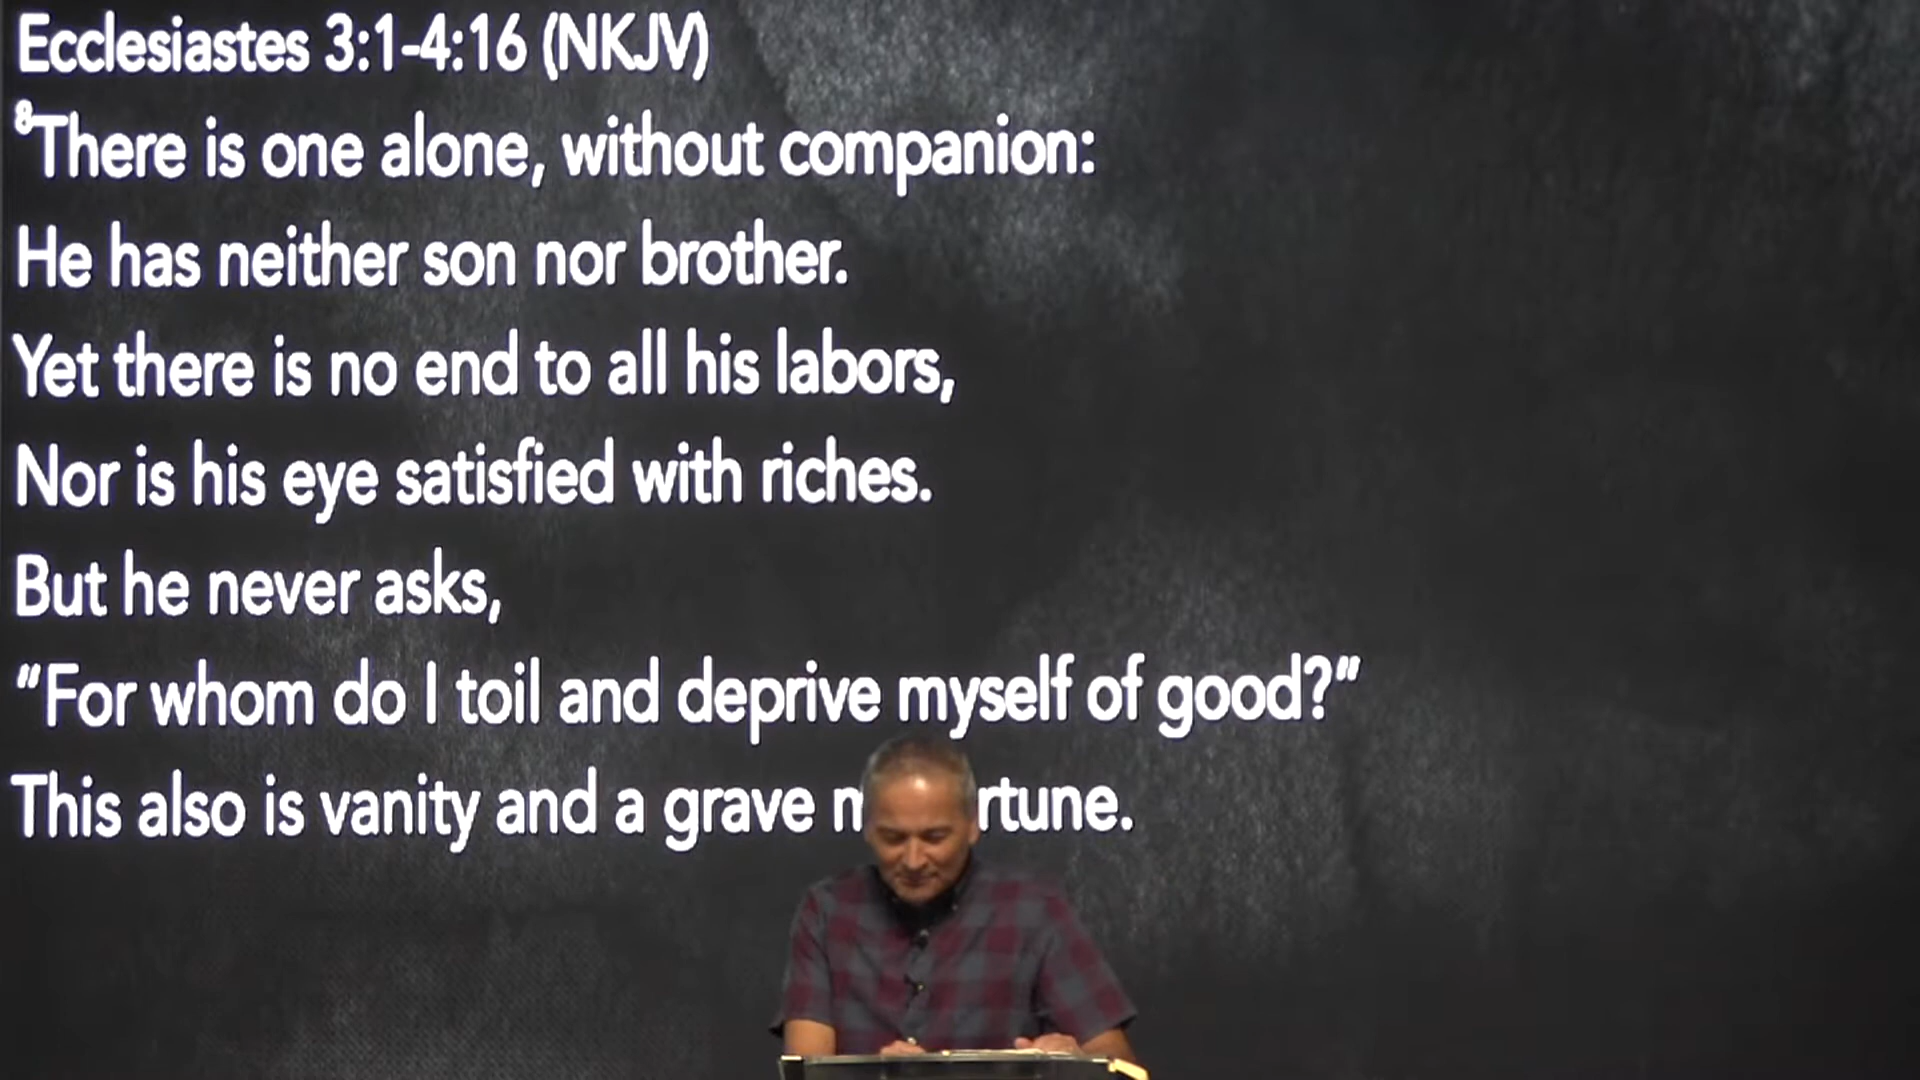 Ecclesiastes 3:1-4:16 (NKJV)
8There is one alone, without companion:
He has neither son nor brother.
Yet there is no end to all his labors,
Nor is his eye satisfied with riches.
But he never asks,
“For whom do I toil and deprive myself of good?”
This also is vanity and a grave